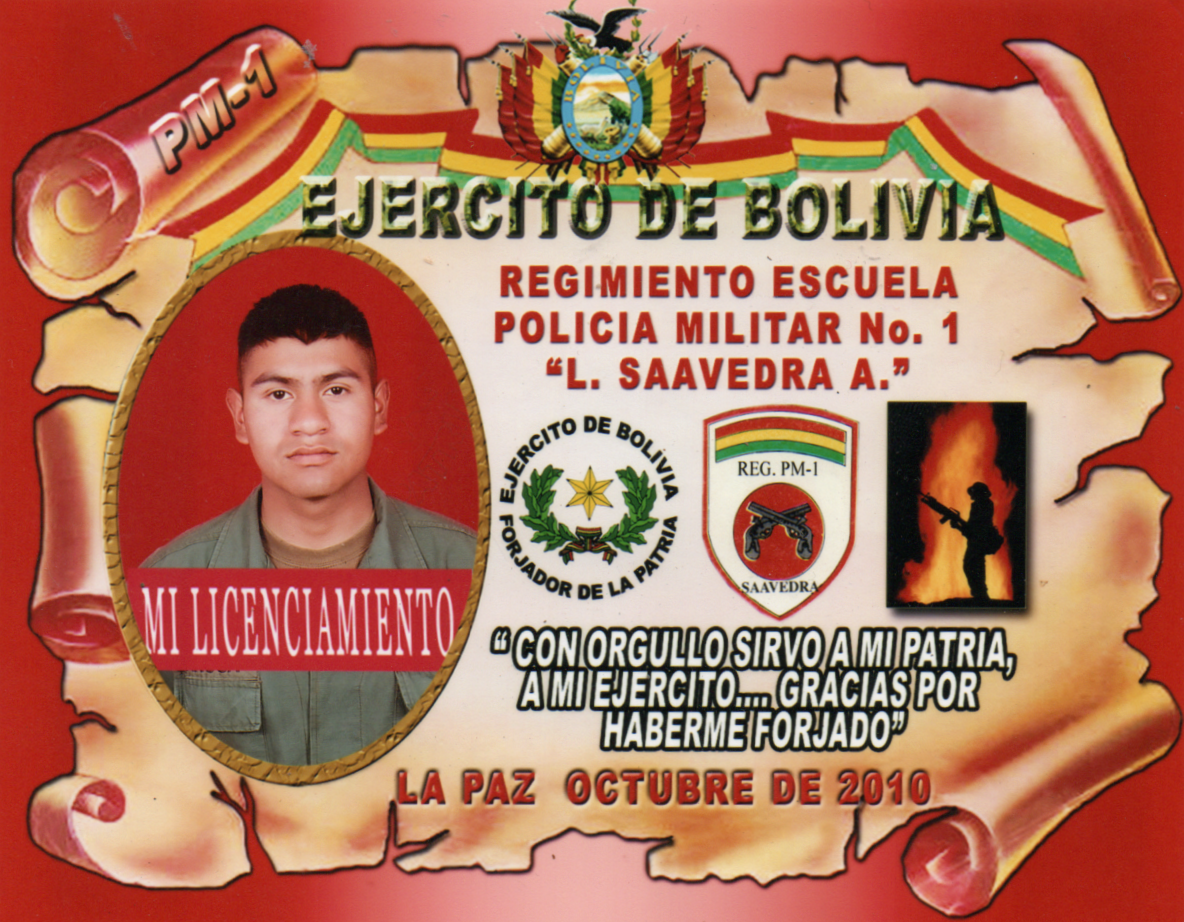 PM-1
EJERCITO DE BOLIVIA
REGIMIENTO ESCUELA
POLICIA MILITAR No. 1
“L. SAAVEDRA A.”
EJERCITO DE BOLIVIA
FORJADOR DE LA PATRIA
REG. PM-1
SAAVEDRA
MI LICENCIAMIENTO
“CON ORGULLO SIRVO A MI PATRIA,
A MI EJERCITO.... GRACIAS POR
HABERME FORJADO”
LA PAZ OCTUBRE DE 2010